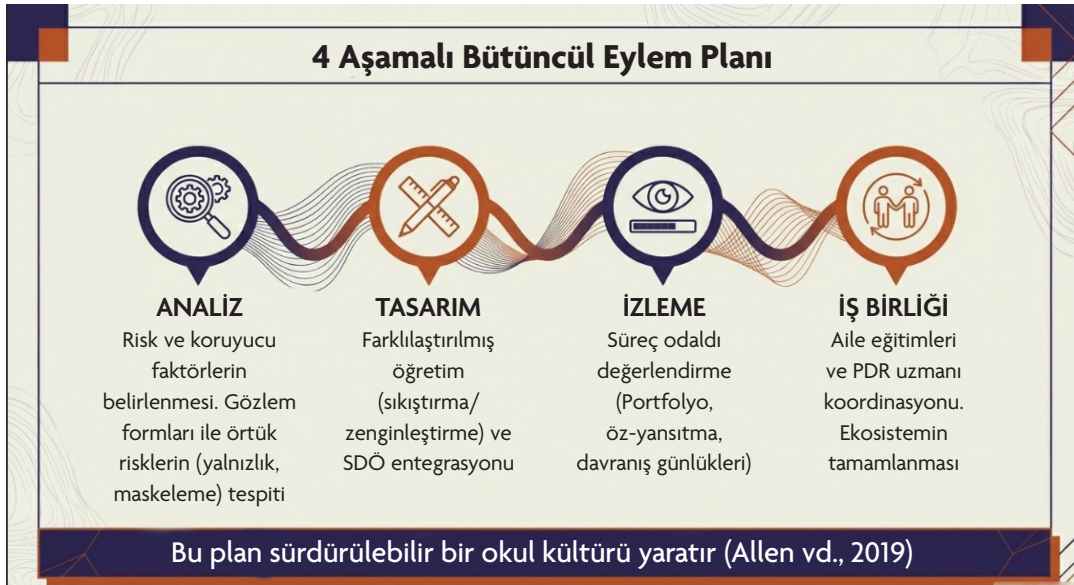 4 Aşamalı Bütüncül Eylem Planı
ANALİZ
Risk ve koruyucu
faktörlerin
belirlenmesi. Gözlem
formları ile örtük
risklerin (yalnızlık,
maskeleme) tespiti
TASARIM
Farklılaştırılmış
öğretim
(sıkıştırma/
zenginleştirme) ve
SDÖ entegrasyonu
İZLEME
Süreç odaldı
değerlendirme
(Portfolyo,
öz-yansıtma,
davranış günlükleri)
İŞ BİRLİĞİ
Aile eğitimleri
ve PDR uzmanı
koordinasyonu.
Ekosistemin
tamamlanması
Bu plan sürdürülebilir bir okul kültürü yaratır (Allen vd., 2019)